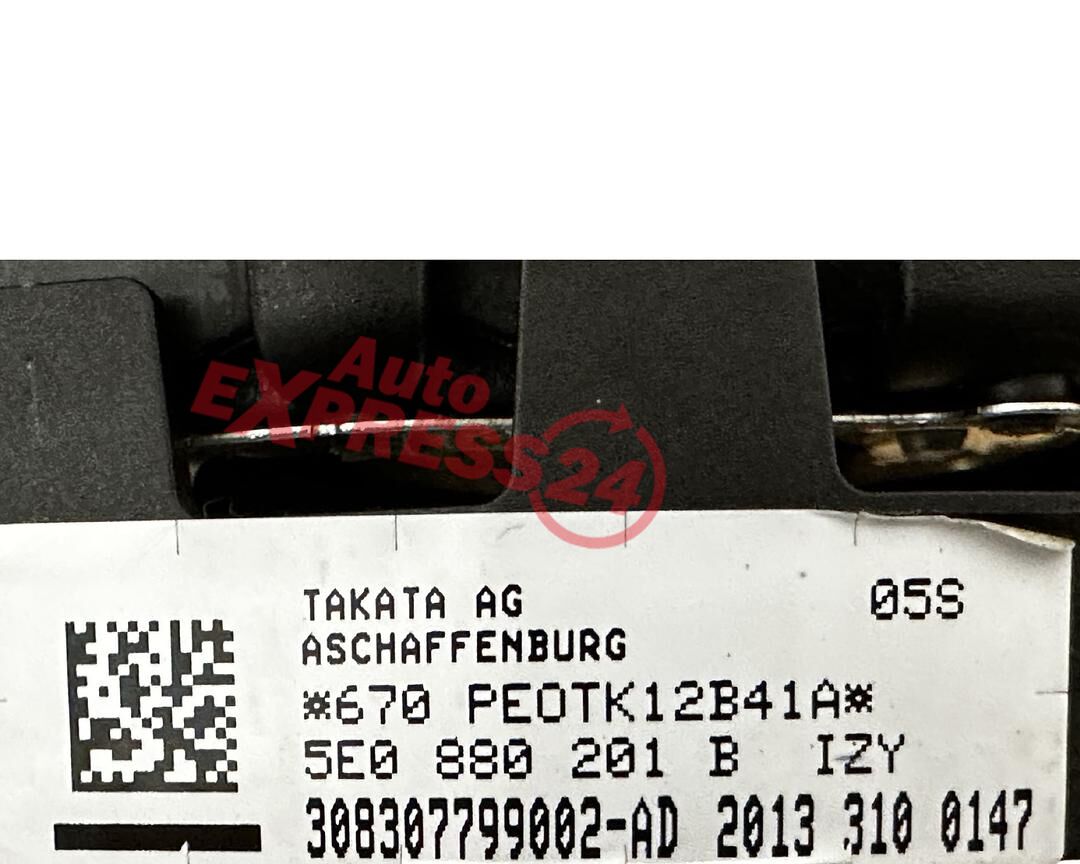 Auto
EXPRESS24
TAKATA AG 05S
ASCHAFFENBURG
*670 PEOTK12B41A*
5E0 880 201 B IZY
308307799002-AD 2013 310 0147